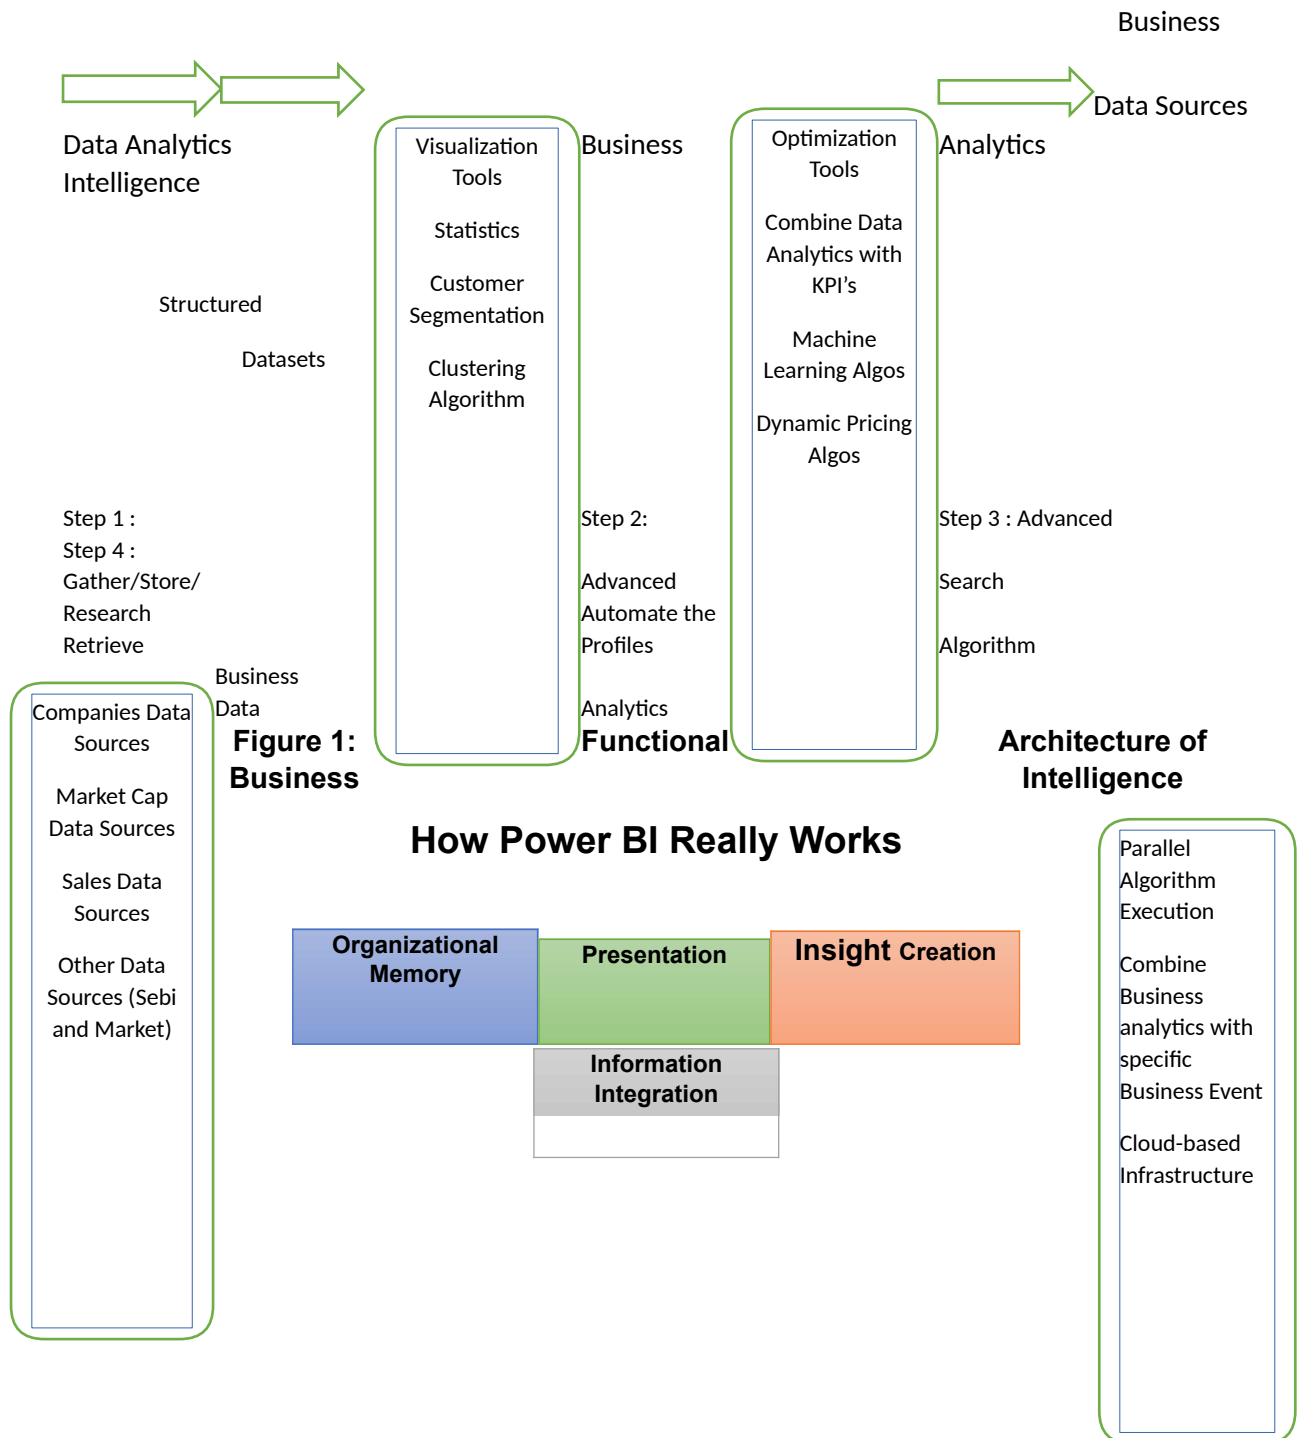 Business
Data Sources
Data Analytics
Intelligence
Business
Analytics
Visualization
Tools
Statistics
Customer
Segmentation
Clustering
Algorithm
Optimization
Tools
Combine Data
Analytics with
KPI’s
Machine
Learning Algos
Dynamic Pricing
Algos
Structured
Datasets
Step 1 :
Step 4 :
Gather/Store/
Research
Retrieve
Business
Data
Step 2:
Advanced
Automate the
Profiles
Analytics
Step 3 : Advanced
Search
Algorithm
Companies Data
Sources
Market Cap
Data Sources
Sales Data
Sources
Other Data
Sources (Sebi
and Market)
Figure 1:
Business
Functional
Architecture of
Intelligence
How Power BI Really Works
Organizational
Memory
Presentation
Insight Creation
Information
Integration
Parallel
Algorithm
Execution
Combine
Business
analytics with
specific
Business Event
Cloud-based
Infrastructure